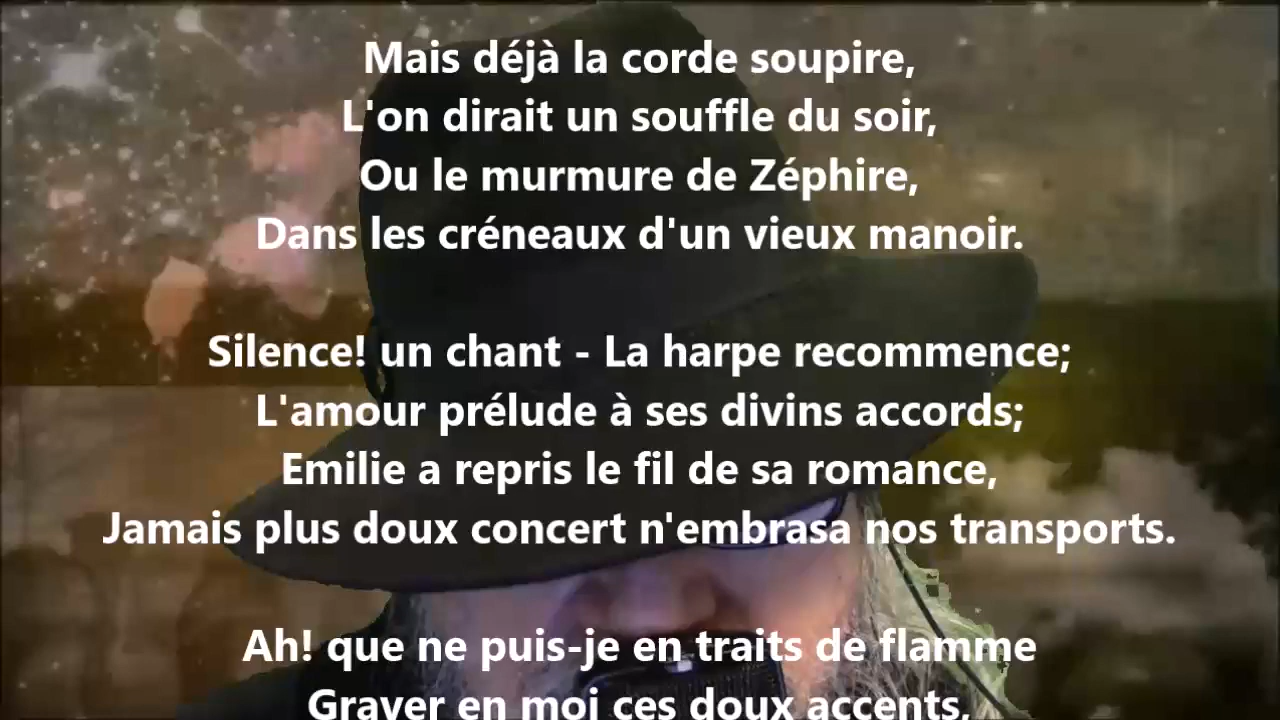 Mais déjà la corde soupire,
L'on dirait un souffle du soir,
Ou le murmure de Zéphire,
Dans les créneaux d'un vieux manoir.
Silence! un chant - La harpe recommence;
L'amour prélude à ses divins accords;
Emilie a repris le fil de sa romance,
Jamais plus doux concert n'embrasa nos transports.
Ah! que ne puis-je en traits de flamme
Graver en moi ces doux accents,